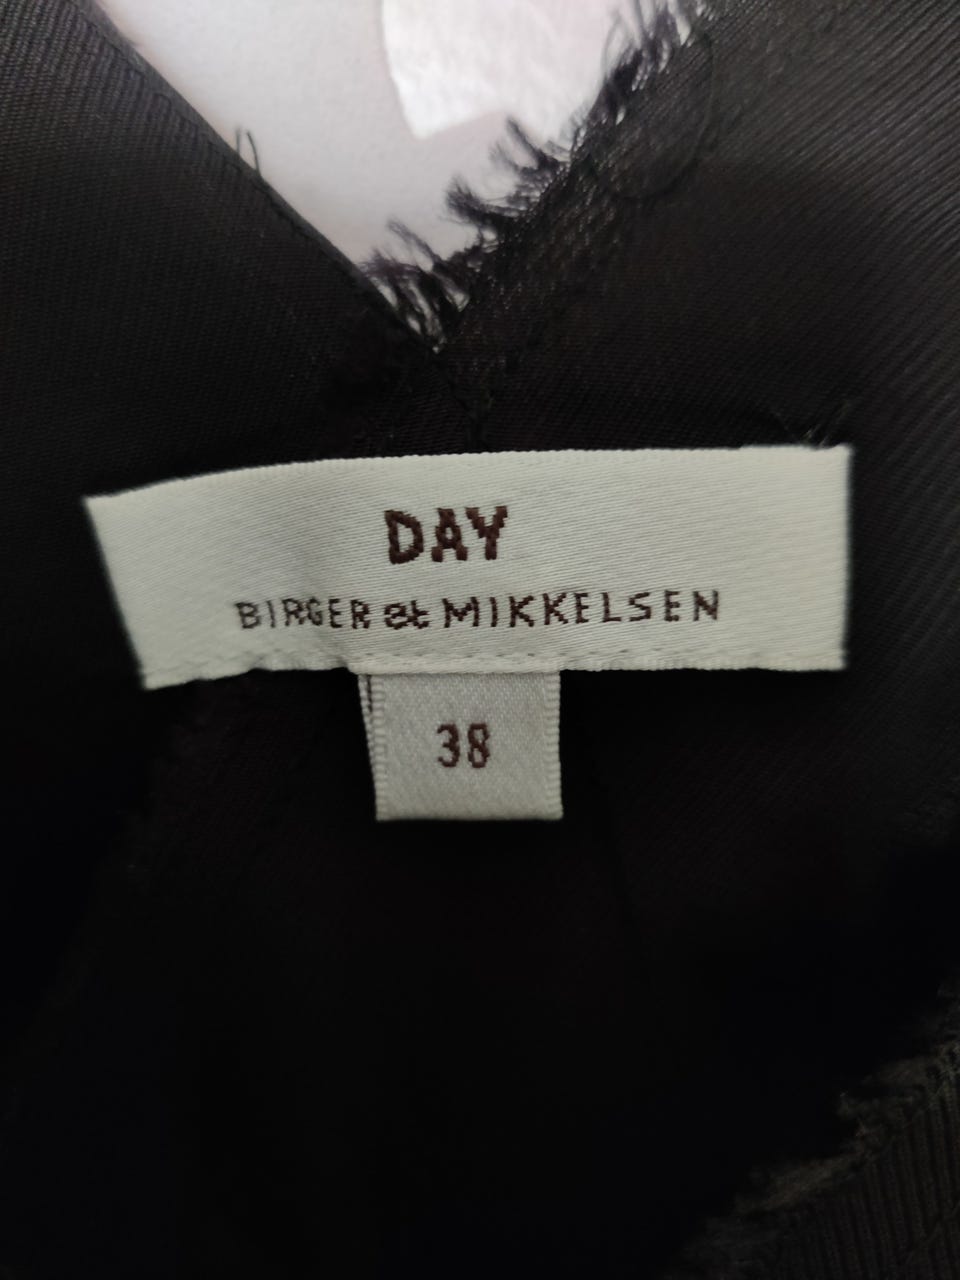 DAY
BIRGER et MIKKELSEN
38